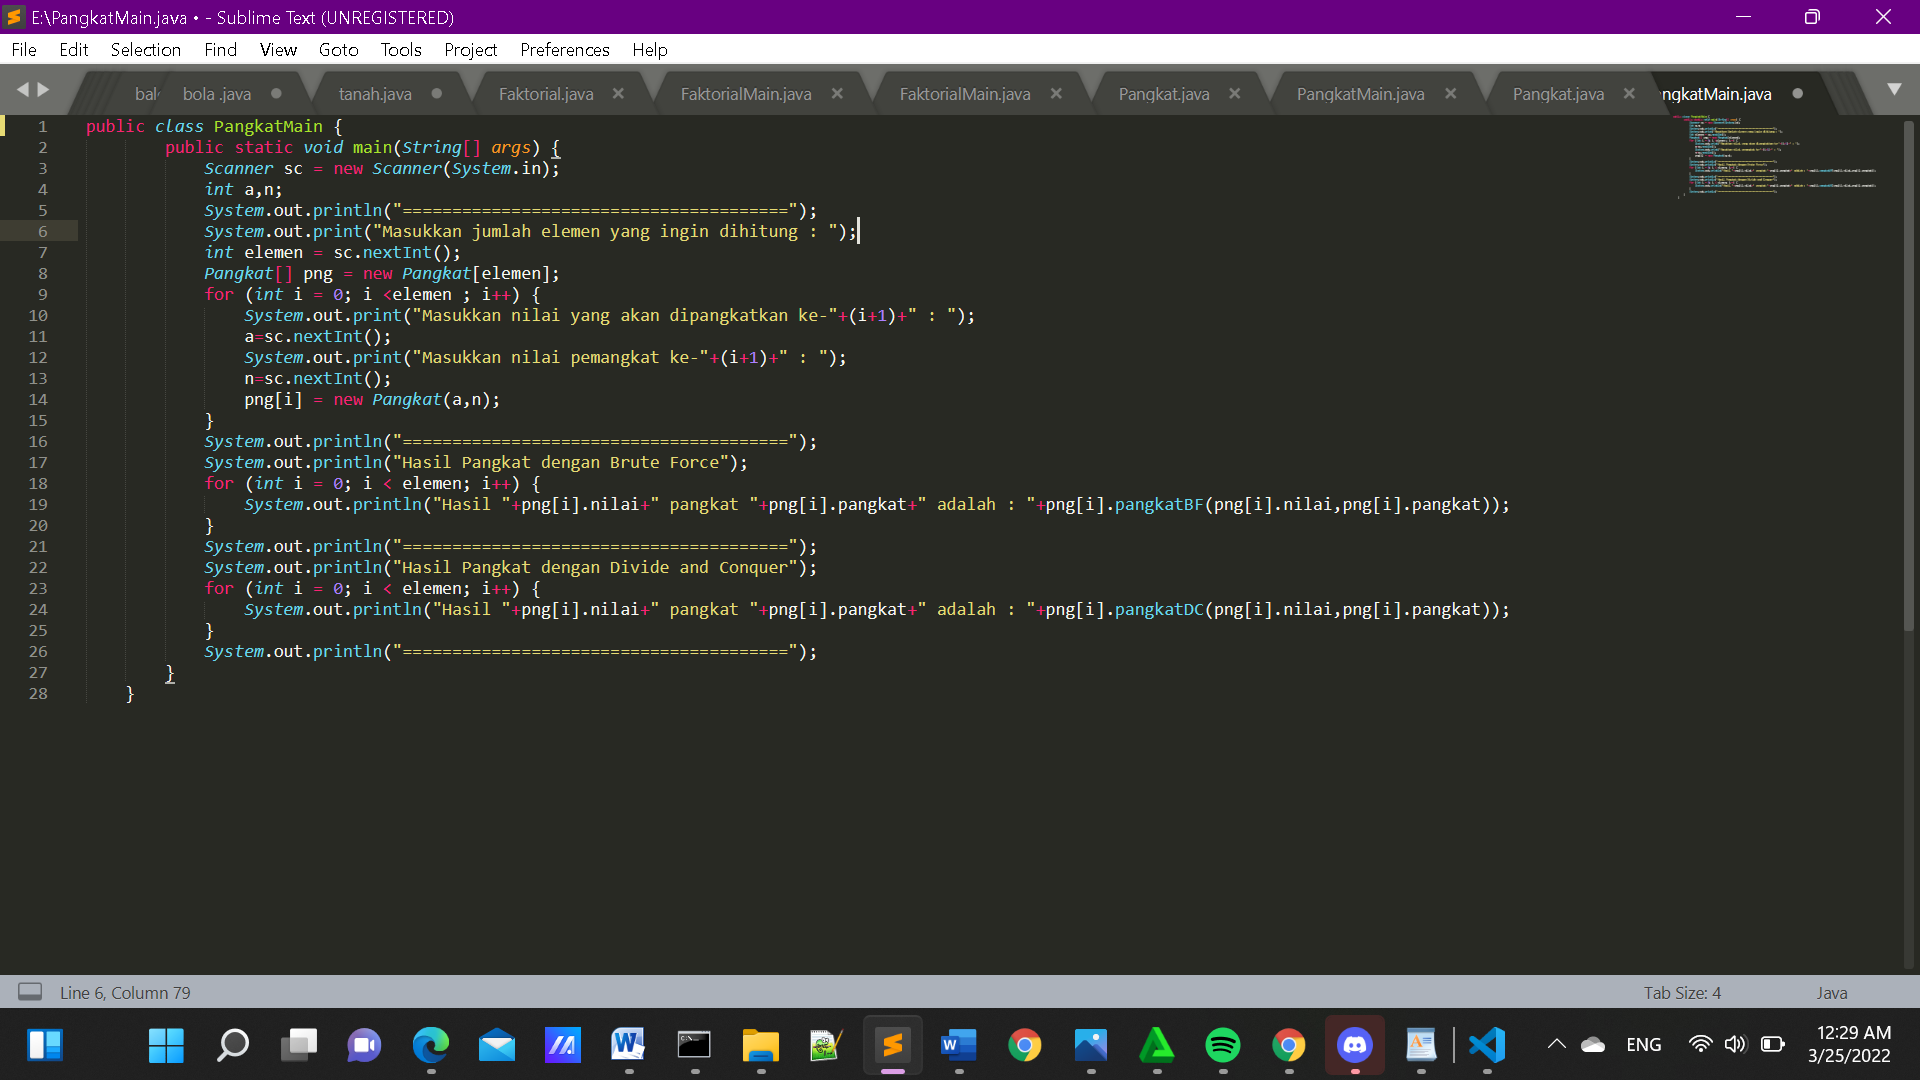 E:\PangkatMain.java • - Sublime Text (UNREGISTERED)
File Edit Selection Find View Goto Tools Project Preferences Help
bola .java tanah.java Faktorial.java FaktorialMain.java FaktorialMain.java Pangkat.java PangkatMain.java Pangkat.java ngkatMain.java
1 public class PangkatMain {
2 public static void main(String[] args) {
3 Scanner sc = new Scanner(System.in);
4 int a,n;
5 System.out.println("=======================================");
6 System.out.print("Masukkan jumlah elemen yang ingin dihitung : ");
7 int elemen = sc.nextInt();
8 Pangkat[] png = new Pangkat[elemen];
9 for (int i = 0; i <elemen ; i++) {
10 System.out.print("Masukkan nilai yang akan dipangkatkan ke-"+(i+1)+" : ");
11 a=sc.nextInt();
12 System.out.print("Masukkan nilai pemangkat ke-"+(i+1)+" : ");
13 n=sc.nextInt();
14 png[i] = new Pangkat(a,n);
15 }
16 System.out.println("=======================================");
17 System.out.println("Hasil Pangkat dengan Brute Force");
18 for (int i = 0; i < elemen; i++) {
19 System.out.println("Hasil "+png[i].nilai+" pangkat "+png[i].pangkat+" adalah : "+png[i].pangkatBF(png[i].nilai,png[i].pangkat));
20 }
21 System.out.println("=======================================");
22 System.out.println("Hasil Pangkat dengan Divide and Conquer");
23 for (int i = 0; i < elemen; i++) {
24 System.out.println("Hasil "+png[i].nilai+" pangkat "+png[i].pangkat+" adalah : "+png[i].pangkatDC(png[i].nilai,png[i].pangkat));
25 }
26 System.out.println("=======================================");
27 }
28 }
Line 6, Column 79 Tab Size: 4 Java
ENG 12:29 AM
3/25/2022